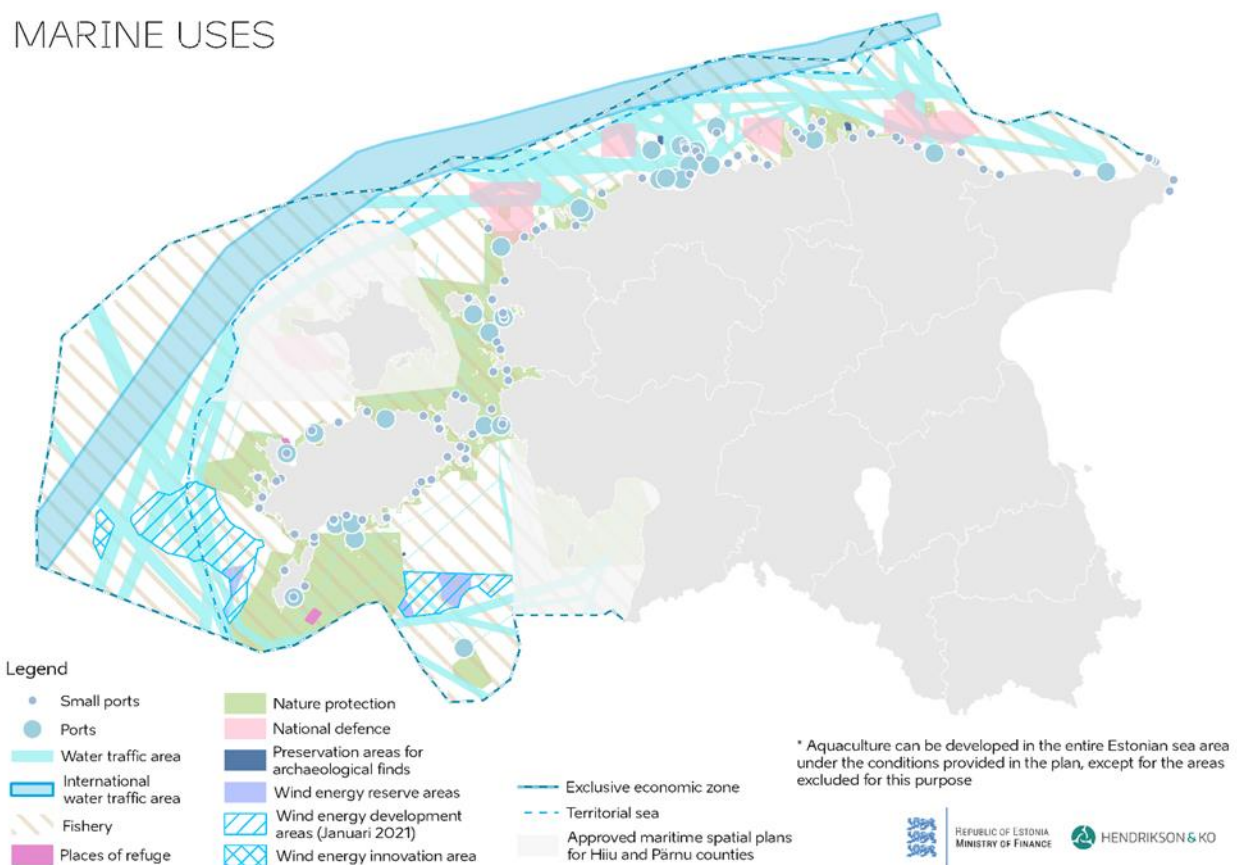 MARINE USES
Legend
Small ports
Ports
Water traffic area
International
water traffic area
Fishery
Places of refuge
Nature protection
National defence
Preservation areas for
archaeological finds
Wind energy reserve areas
Wind energy development
areas (Januari 2021)
Wind energy innovation area
Exclusive economic zone
Territorial sea
Approved maritime spatial plans
for Hiiu and Pärnu counties
* Aquaculture can be developed in the entire Estonian sea area
under the conditions provided in the plan, except for the areas
excluded for this purpose
REPUBLIC OF ESTONIA
MINISTRY OF FINANCE
HENDRIKSON & KO